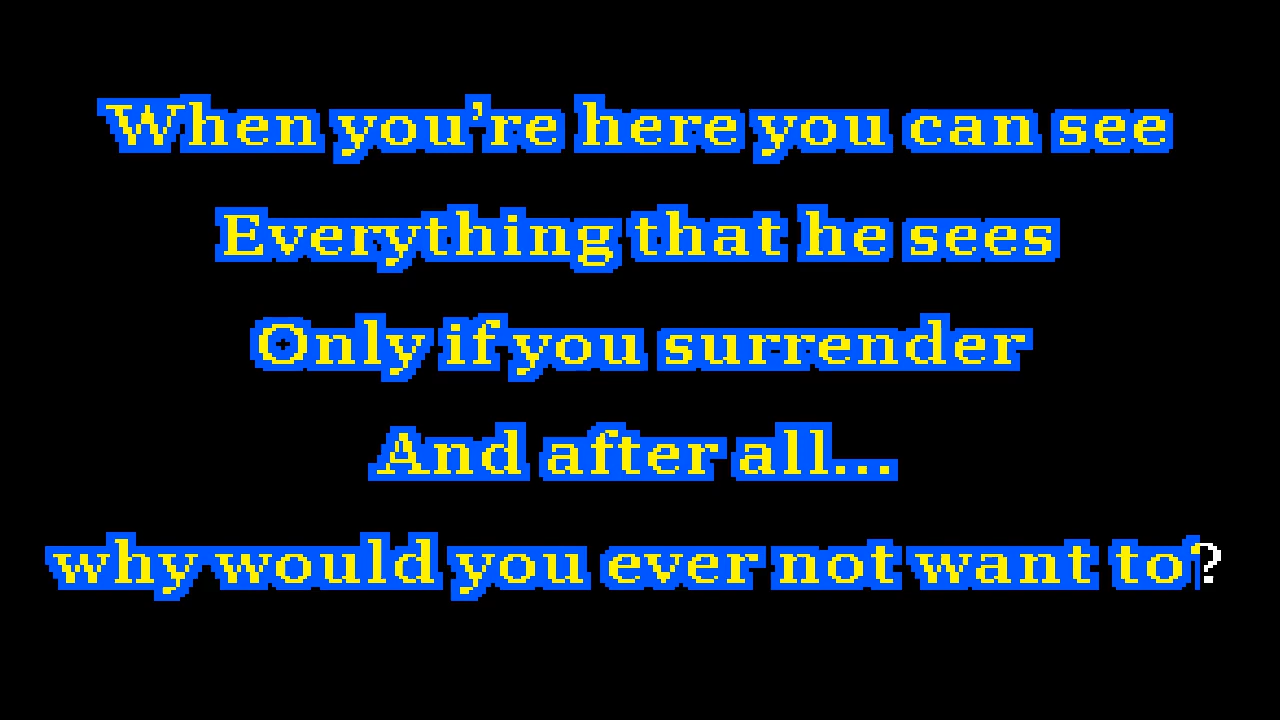 When you're here you can see
Everything that he sees
Only if you surrender
And after all...
why would you ever not want to?